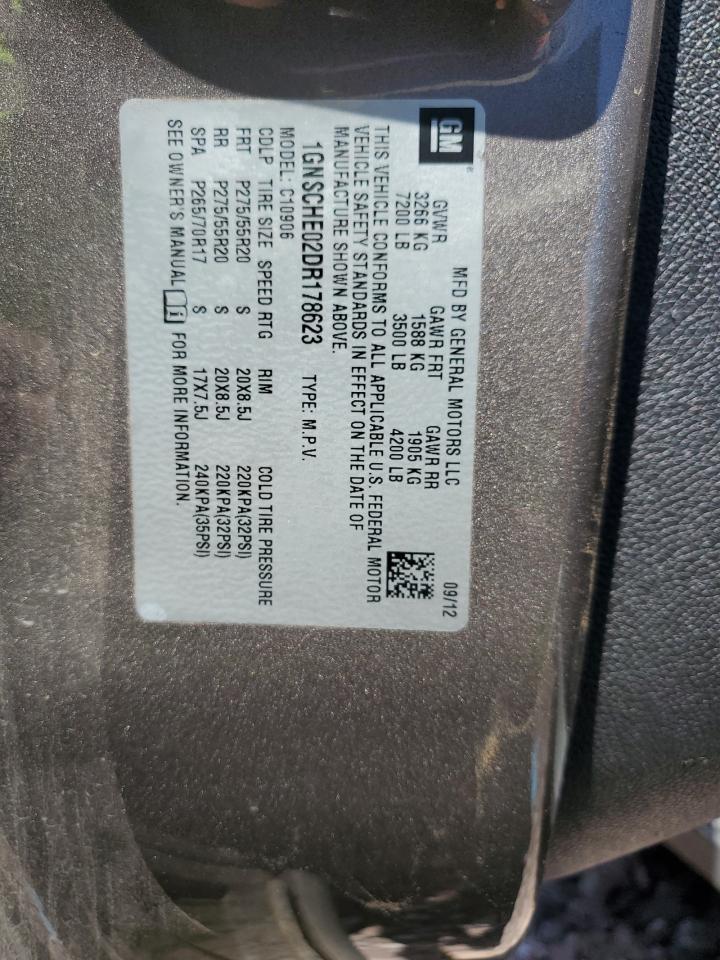 GM
MFD BY GENERAL MOTORS LLC 09/12
GVWR GAWR FRT GAWR RR
3266 KG 1588 KG 1905 KG
7200 LB 3500 LB 4200 LB
THIS VEHICLE CONFORMS TO ALL APPLICABLE U.S. FEDERAL MOTOR
VEHICLE SAFETY STANDARDS IN EFFECT ON THE DATE OF
MANUFACTURE SHOWN ABOVE.
1GNSCHE02DR178623 TYPE: M.P.V.
MODEL: C10906
CDLP TIRE SIZE SPEED RTG RIM COLD TIRE PRESSURE
FRT P275/55R20 S 20X8.5J 220KPA(32PSI)
RR P275/55R20 S 20X8.5J 220KPA(32PSI)
SPA P265/70R17 S 17X7.5J 240KPA(35PSI)
SEE OWNER'S MANUAL i FOR MORE INFORMATION.